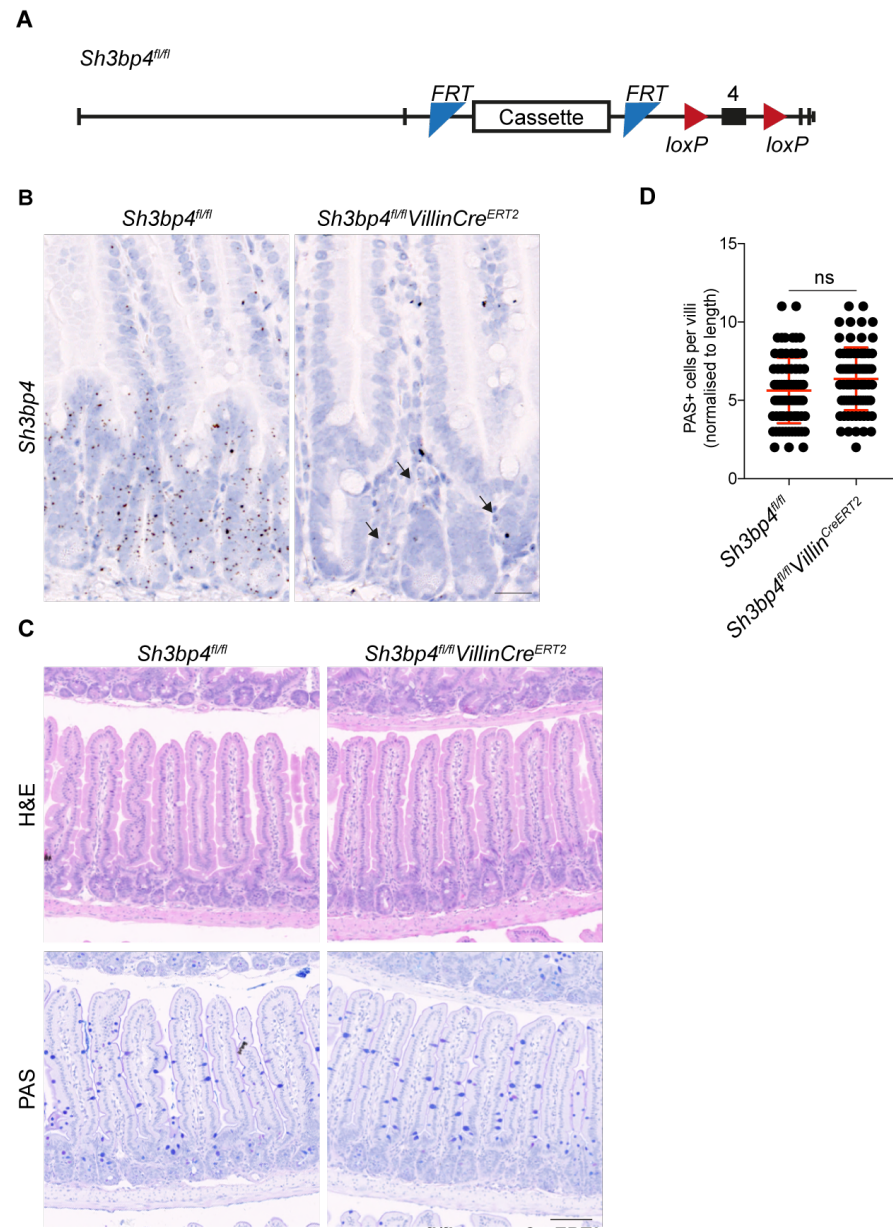 A
Sh3bp4fl/fl
FRT
FRT
4
Cassette
loxP
loxP
B
Sh3bp4fl/fl
Sh3bp4fl/flVillinCreERT2
Sh3bp4
D
15
10
5
0
PAS+ cells per villi
(normalised to length)
ns
Sh3bp4fl/fl
Sh3bp4fl/flVillinCreERT2
C
Sh3bp4fl/fl
Sh3bp4fl/flVillinCreERT2
H&E
PAS